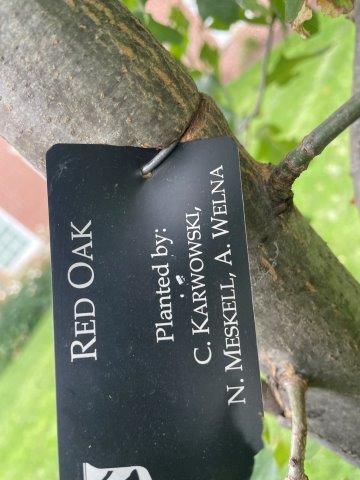 RED OAK
Planted by:
C. KARWOWSKI,
N. MESKELL, A. WELNA